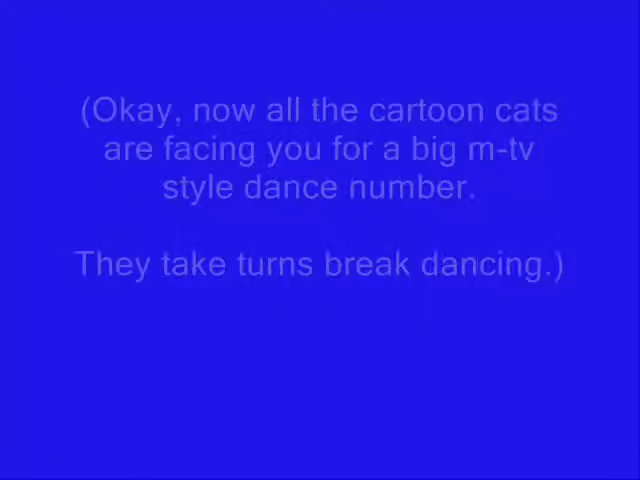 (Okay, now all the cartoon cats
are facing you for a big m-tv
style dance number.
They take turns break dancing.)